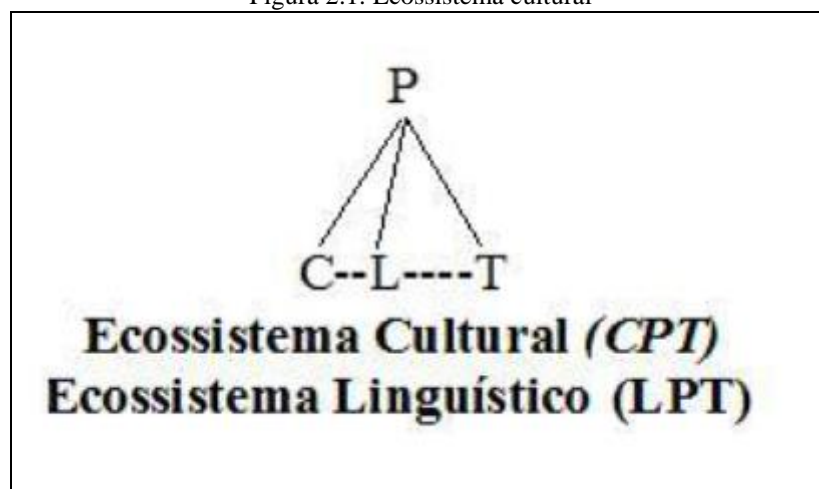 Figura 2.1: Ecossistema cultural
P
C--L----T
Ecossistema Cultural (CPT)
Ecossistema Linguístico (LPT)